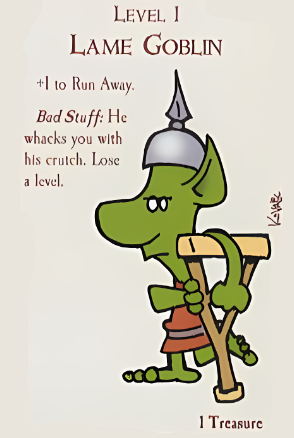 LEVEL 1
LAME GOBLIN
+1 to Run Away.
Bad Stuff: He
whacks you with
his crutch. Lose
a level.
KOVALIC
1 Treasure